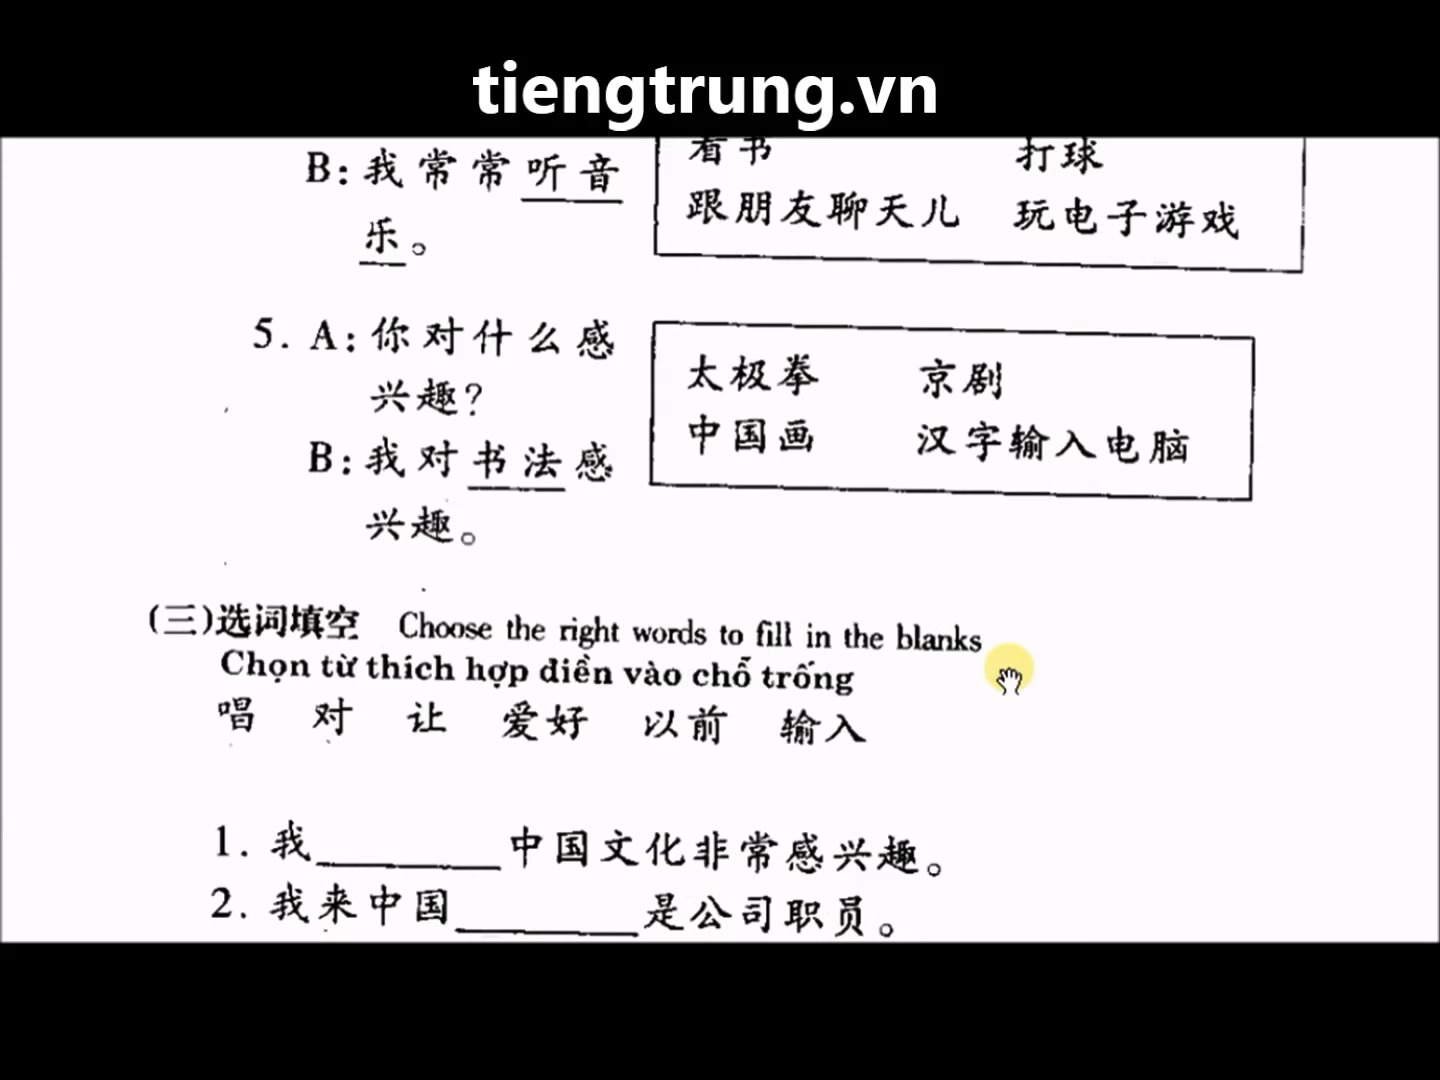 tiengtrung.vn
B: 我常常听音
乐。
看书 打球
跟朋友聊天儿 玩电子游戏
5. A: 你对什么感
兴趣?
B: 我对书法感
兴趣。
太极拳 京剧
中国画 汉字输入电脑
(三)选词填空 Choose the right words to fill in the blanks
Chọn từ thích hợp điền vào chỗ trống
唱 对 让 爱好 以前 输入
1. 我________中国文化非常感兴趣。
2. 我来中国________是公司职员。